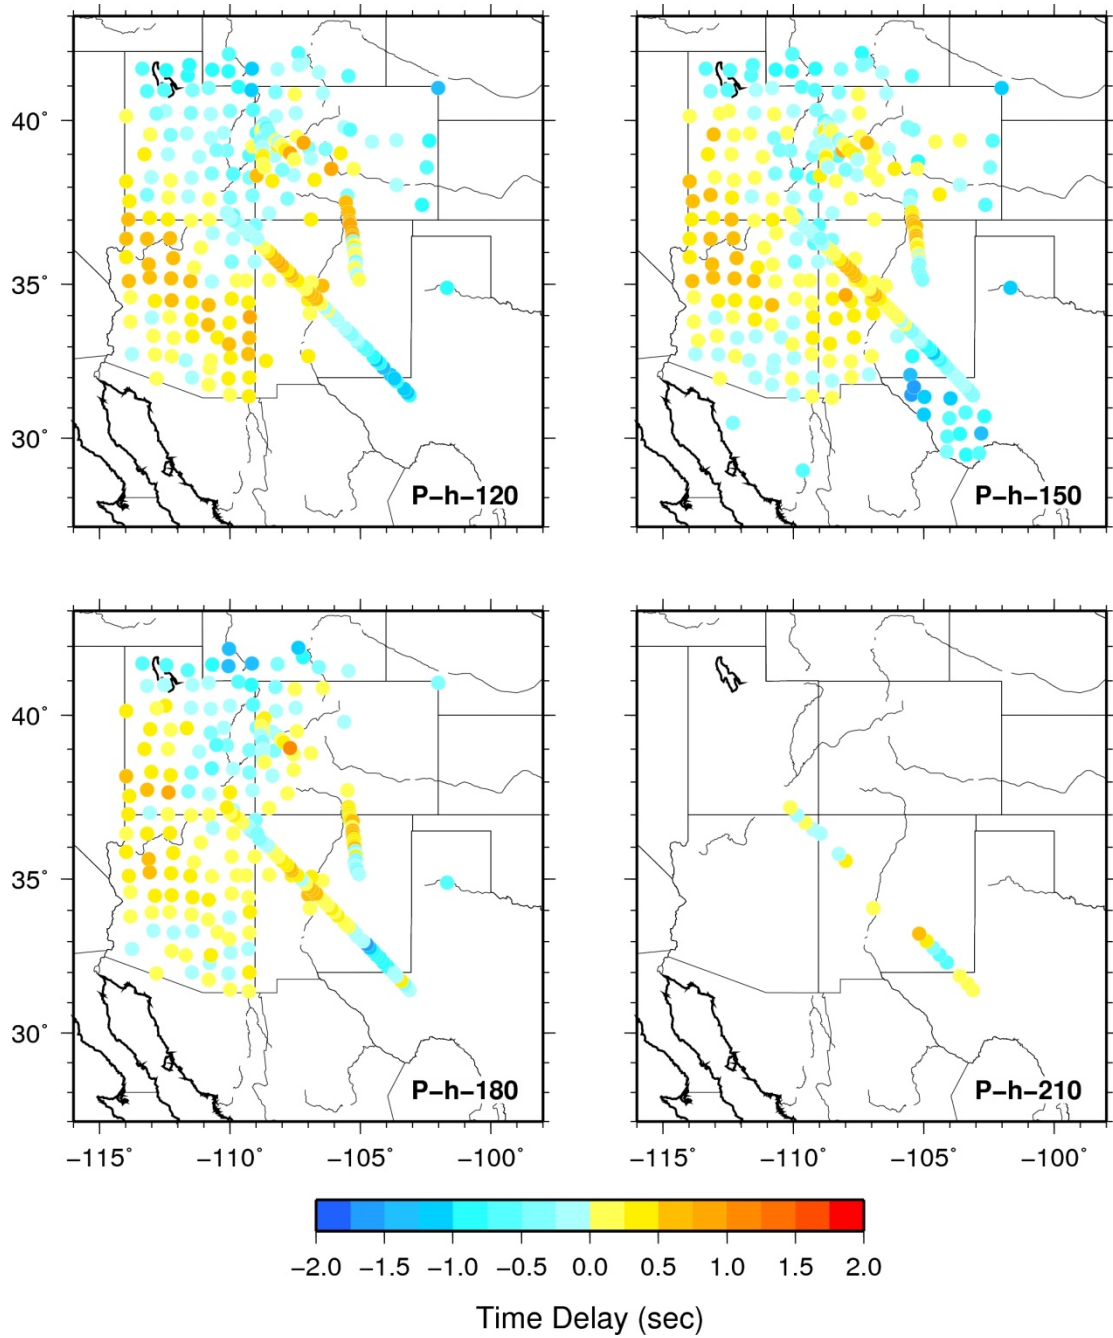 40°
35°
30°
P-h-120
P-h-150
40°
35°
30°
P-h-180
P-h-210
−115° −110° −105° −100° −115° −110° −105° −100°
−2.0 −1.5 −1.0 −0.5 0.0 0.5 1.0 1.5 2.0
Time Delay (sec)